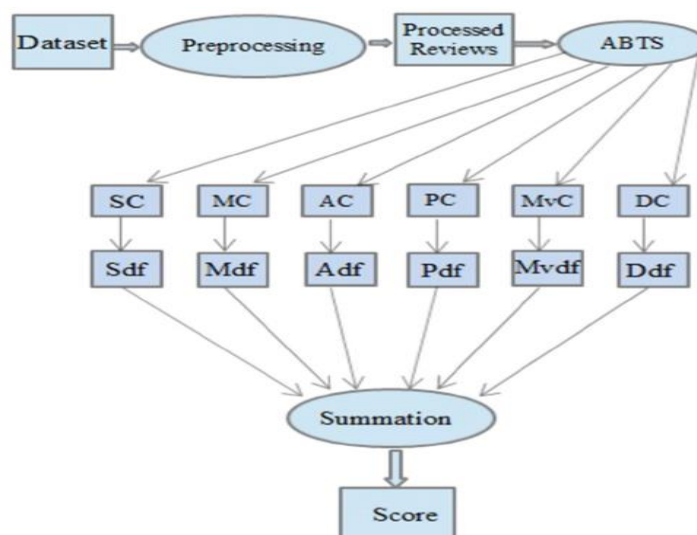 Dataset
Preprocessing
Processed
Reviews
ABTS
SC
MC
AC
PC
MvC
DC
Sdf
Mdf
Adf
Pdf
Mvdf
Ddf
Summation
Score